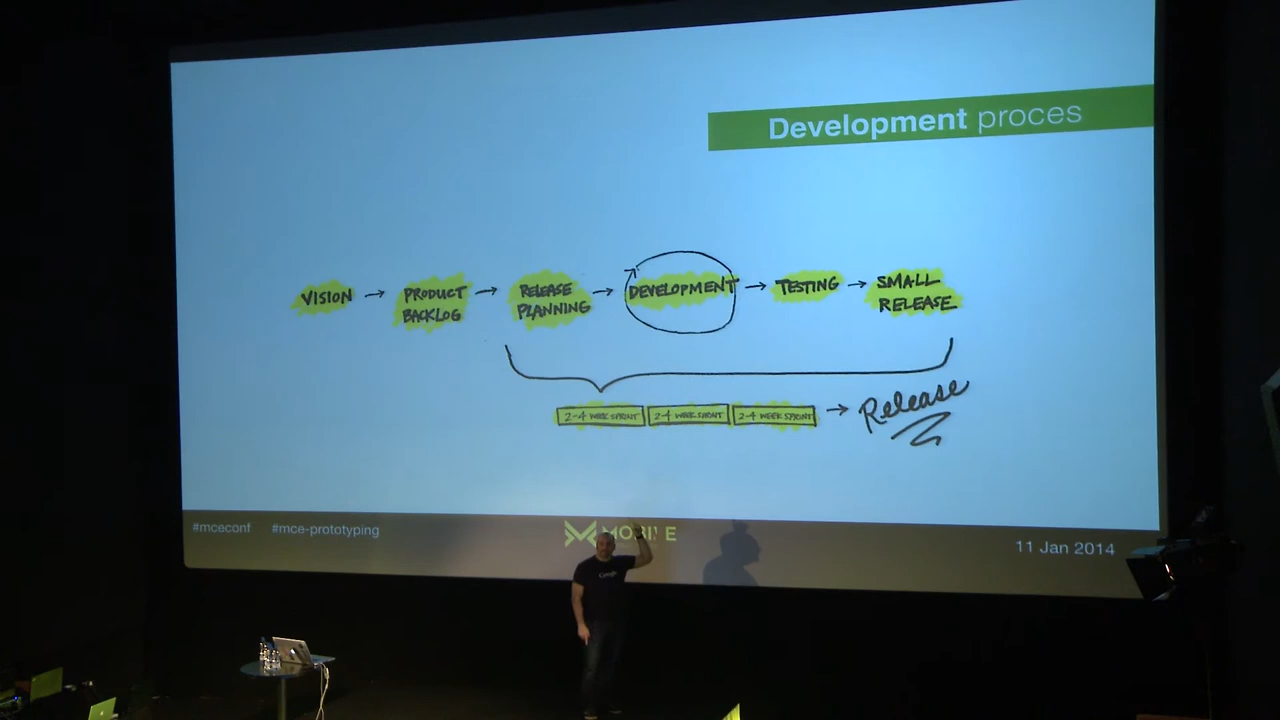 Development proces
VISION → PRODUCT BACKLOG → RELEASE PLANNING → DEVELOPMENT → TESTING → SMALL RELEASE
2-4 WEEK SPRINT 2-4 WEEK SPRINT 2-4 WEEK SPRINT → Release
#mceconf #mce-prototyping
11 Jan 2014